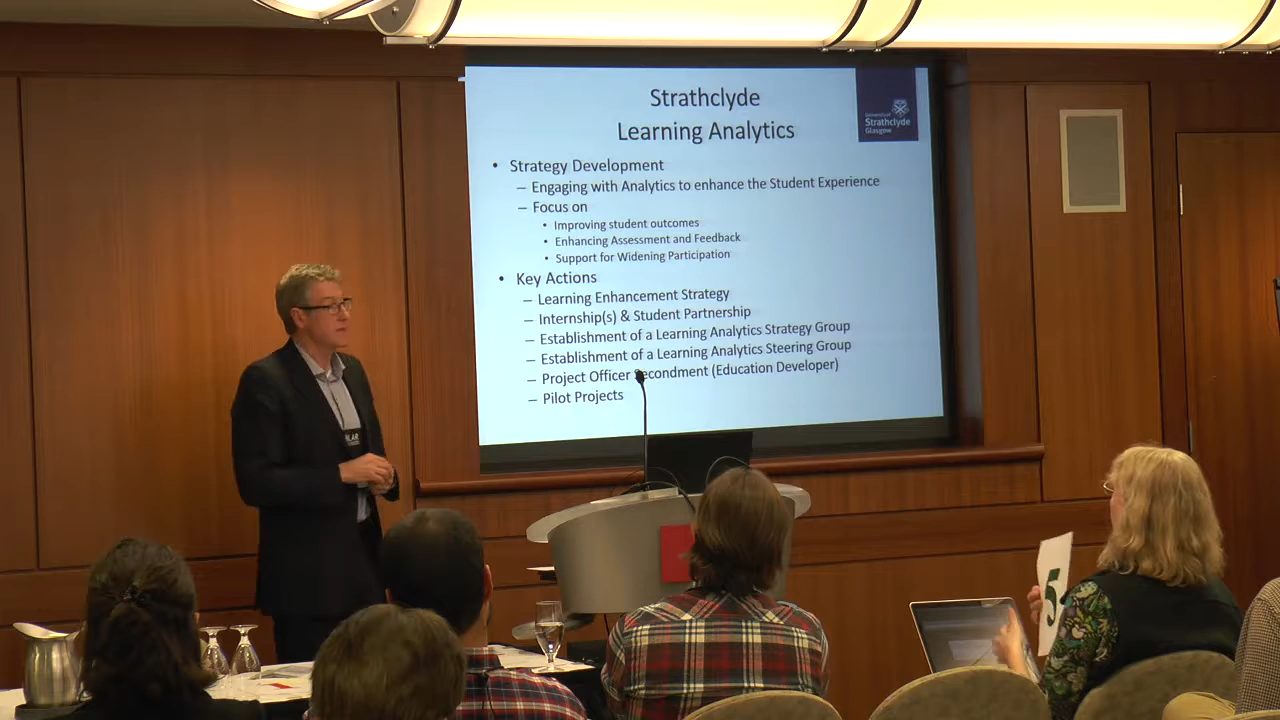 Strathclyde
Learning Analytics
University of
Strathclyde
Glasgow
• Strategy Development
– Engaging with Analytics to enhance the Student Experience
– Focus on
• Improving student outcomes
• Enhancing Assessment and Feedback
• Support for Widening Participation
• Key Actions
– Learning Enhancement Strategy
– Internship(s) & Student Partnership
– Establishment of a Learning Analytics Strategy Group
– Establishment of a Learning Analytics Steering Group
– Project Officer Secondment (Education Developer)
– Pilot Projects
5